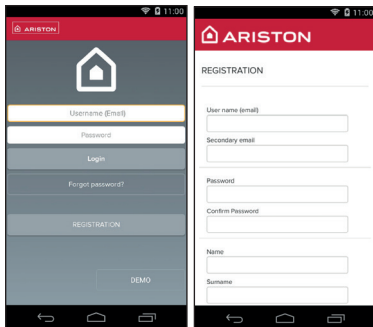 11:00
ARISTON
Username (Email)
Password
Login
Forgot password?
REGISTRATION
DEMO
11:00
ARISTON
REGISTRATION
User name (email)
Secondary email
Password
Confirm Password
Name
Surname